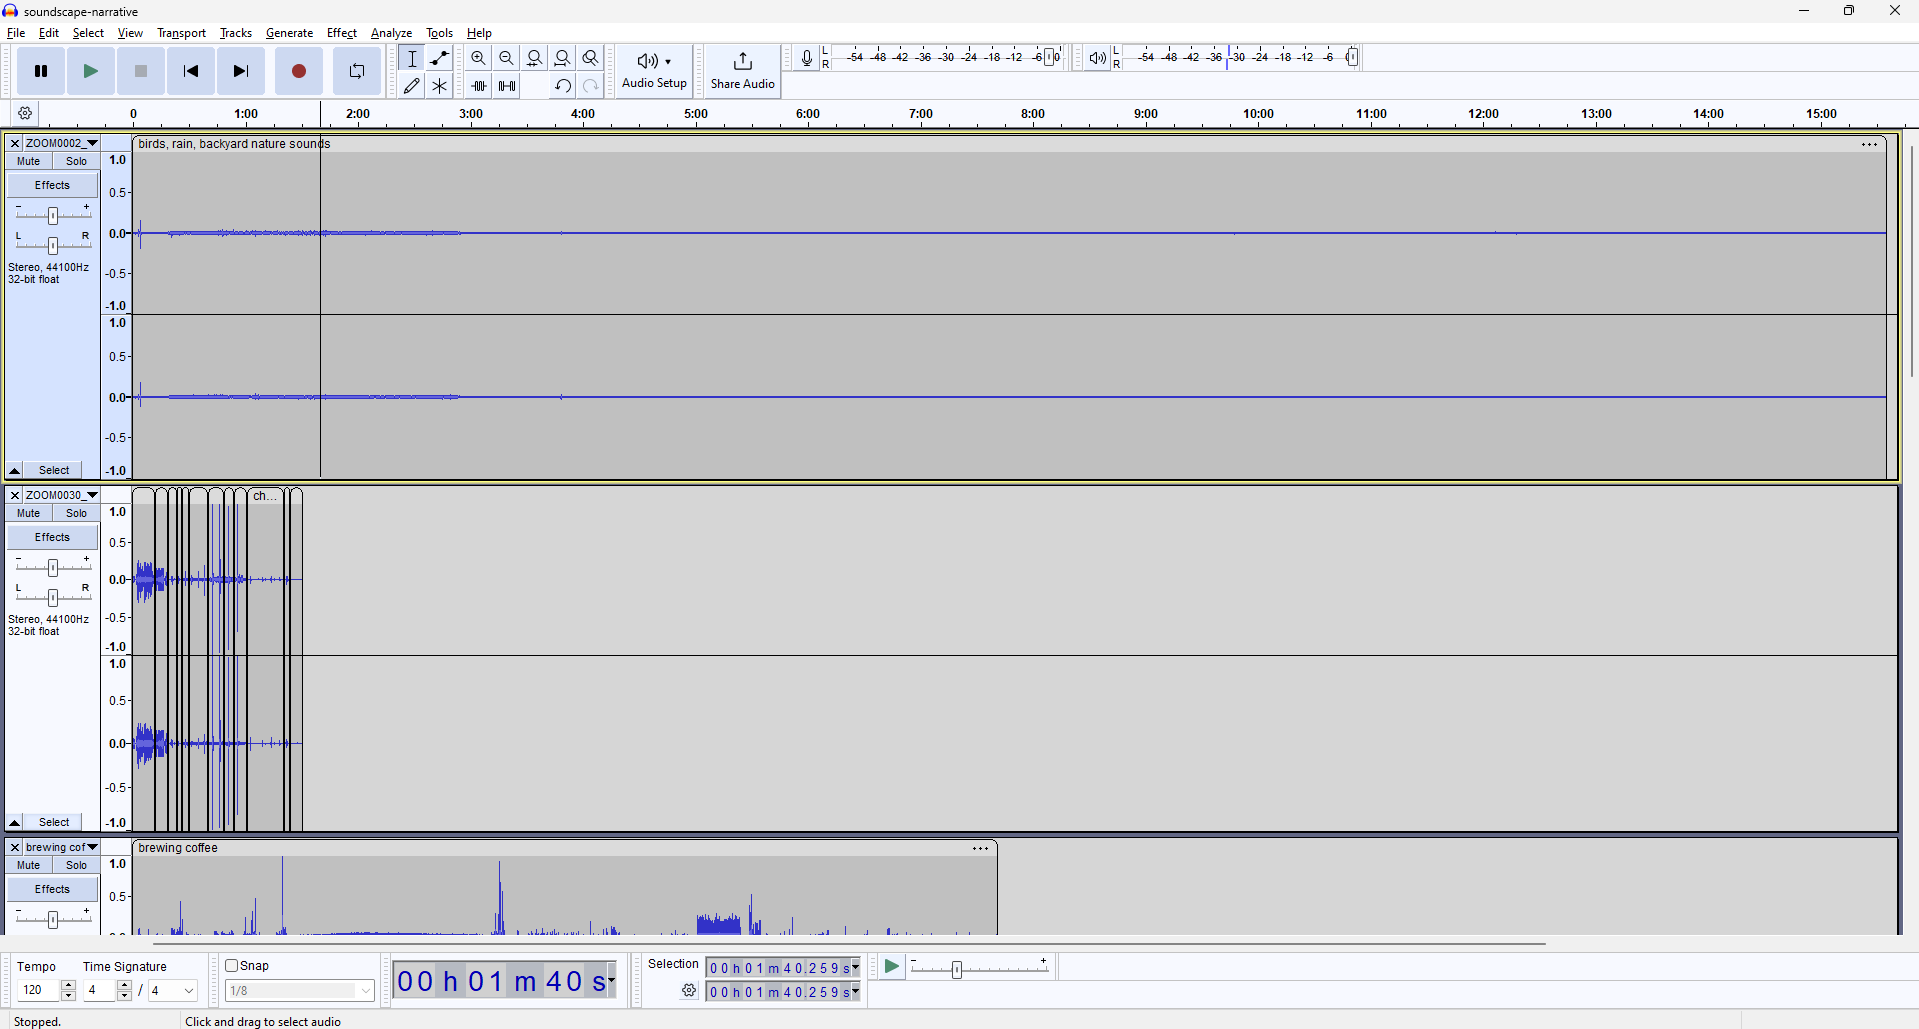 soundscape-narrative
File Edit Select View Transport Tracks Generate Effect Analyze Tools Help
Audio Setup
Share Audio
L
R
-54 -48 -42 -36 -30 -24 -18 -12 -6 0
L
R
-54 -48 -42 -36 -30 -24 -18 -12 -6 0
0 1:00 2:00 3:00 4:00 5:00 6:00 7:00 8:00 9:00 10:00 11:00 12:00 13:00 14:00 15:00
ZOOM0002_
birds, rain, backyard nature sounds
Mute Solo
Effects
- +
L R
Stereo, 44100Hz
32-bit float
Select
1.0
0.5
0.0
-0.5
-1.0
1.0
0.5
0.0
-0.5
-1.0
ZOOM0030_
ch...
Mute Solo
Effects
- +
L R
Stereo, 44100Hz
32-bit float
Select
1.0
0.5
0.0
-0.5
-1.0
1.0
0.5
0.0
-0.5
-1.0
brewing cof
brewing coffee
Mute Solo
Effects
- +
1.0
0.5
Tempo
120
Time Signature
4 / 4
Snap
1/8
00 h 01 m 40 s
Selection
00 h 01 m 40.259 s
00 h 01 m 40.259 s
- +
Stopped.
Click and drag to select audio